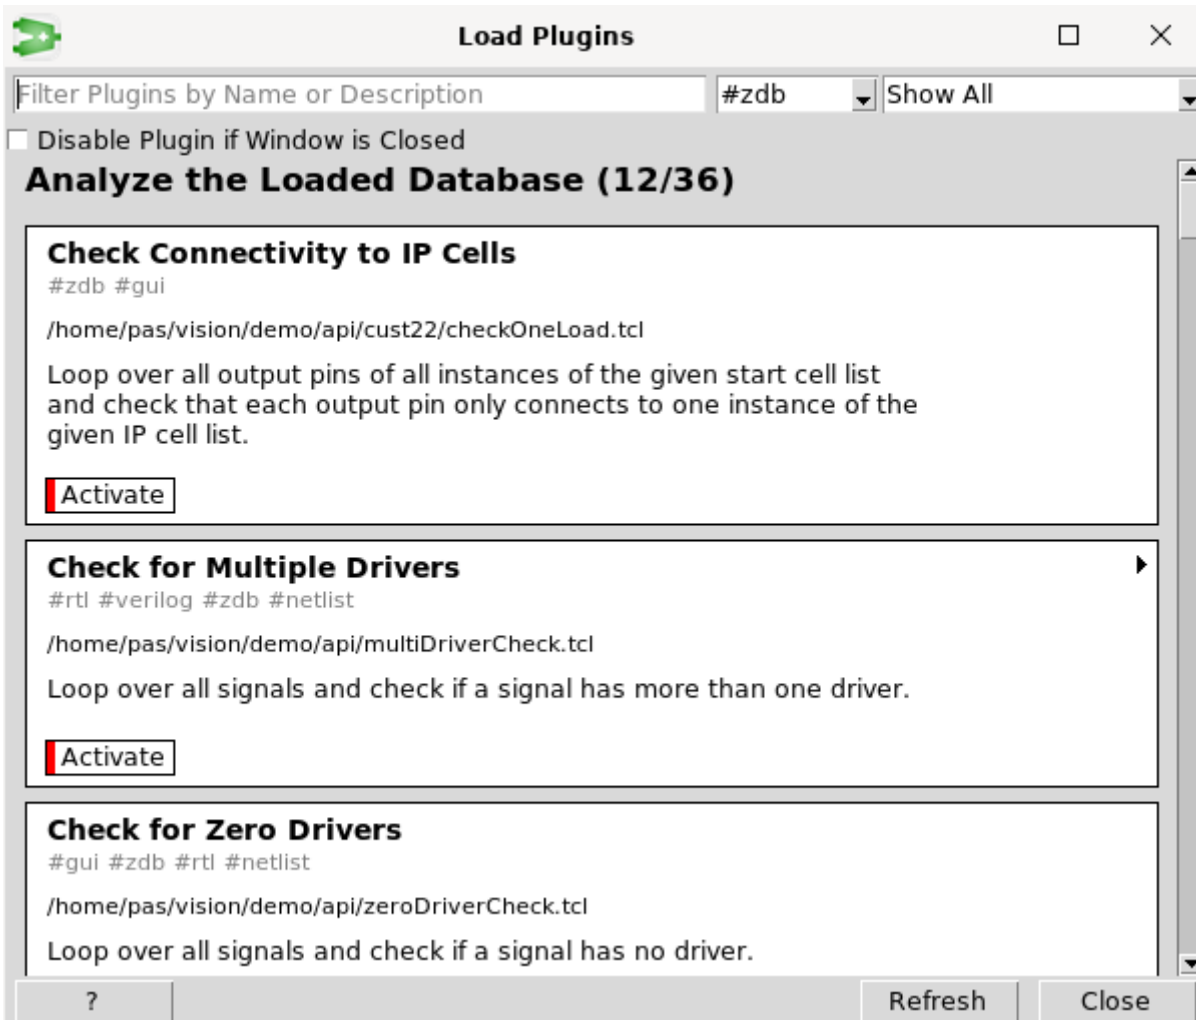 Load Plugins
Filter Plugins by Name or Description
#zdb
Show All
Disable Plugin if Window is Closed
Analyze the Loaded Database (12/36)
Check Connectivity to IP Cells
#zdb #gui
/home/pas/vision/demo/api/cust22/checkOneLoad.tcl
Loop over all output pins of all instances of the given start cell list
and check that each output pin only connects to one instance of the
given IP cell list.
Activate
Check for Multiple Drivers
#rtl #verilog #zdb #netlist
/home/pas/vision/demo/api/multiDriverCheck.tcl
Loop over all signals and check if a signal has more than one driver.
Activate
Check for Zero Drivers
#gui #zdb #rtl #netlist
/home/pas/vision/demo/api/zeroDriverCheck.tcl
Loop over all signals and check if a signal has no driver.
?
Refresh
Close